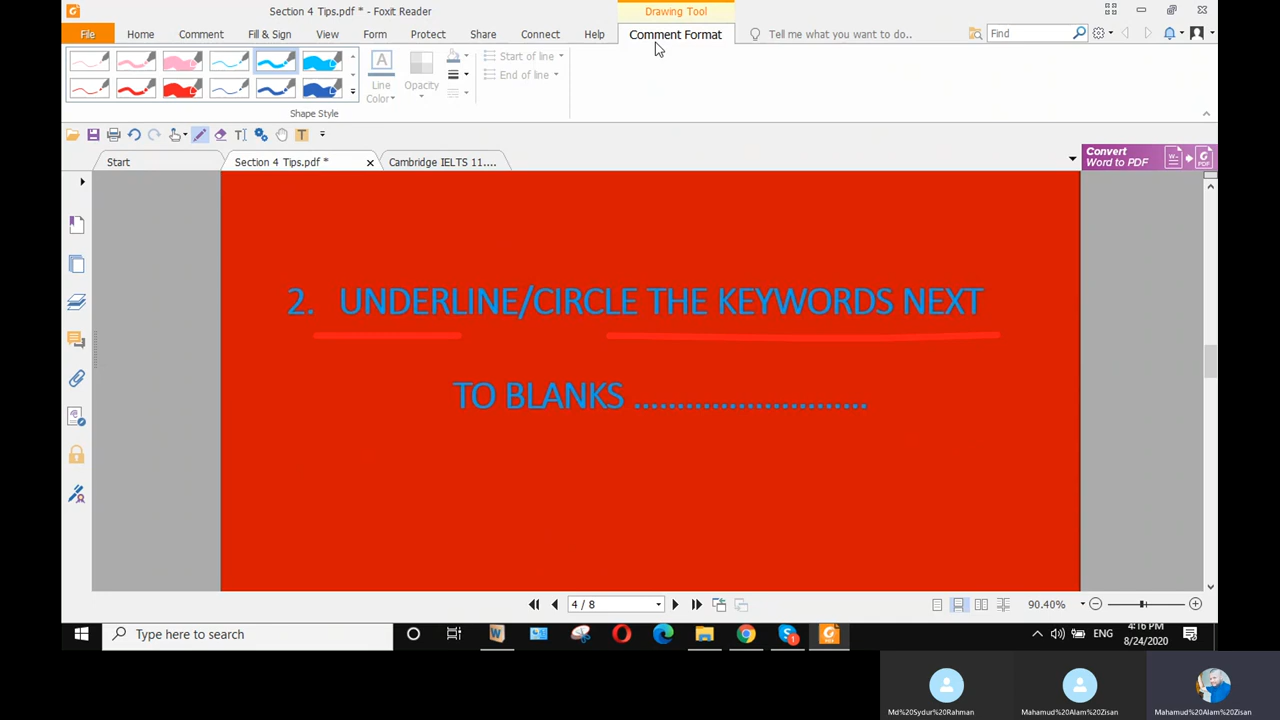 Section 4 Tips.pdf * - Foxit Reader
Drawing Tool
File Home Comment Fill & Sign View Form Protect Share Connect Help Comment Format Tell me what you want to do.. Find
Line Color
Opacity
Start of line
End of line
Shape Style
Start
Section 4 Tips.pdf *
Cambridge IELTS 11....
Convert
Word to PDF
2. UNDERLINE/CIRCLE THE KEYWORDS NEXT
TO BLANKS ...........................
4 / 8
90.40%
Type here to search
ENG
4:16 PM
8/24/2020
Md%20Sydur%20Rahman
Mahamud%20Alam%20Zisan
Mahamud%20Alam%20Zisan